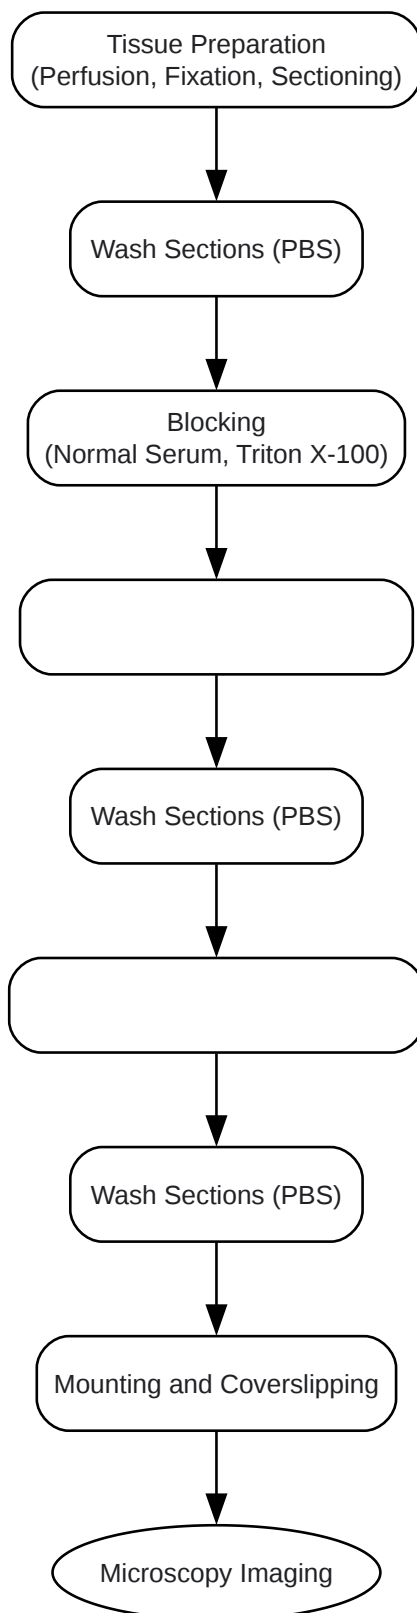 Tissue Preparation
(Perfusion, Fixation, Sectioning)
Wash Sections (PBS)
Blocking
(Normal Serum, Triton X-100)
Wash Sections (PBS)
Wash Sections (PBS)
Mounting and Coverslipping
Microscopy Imaging